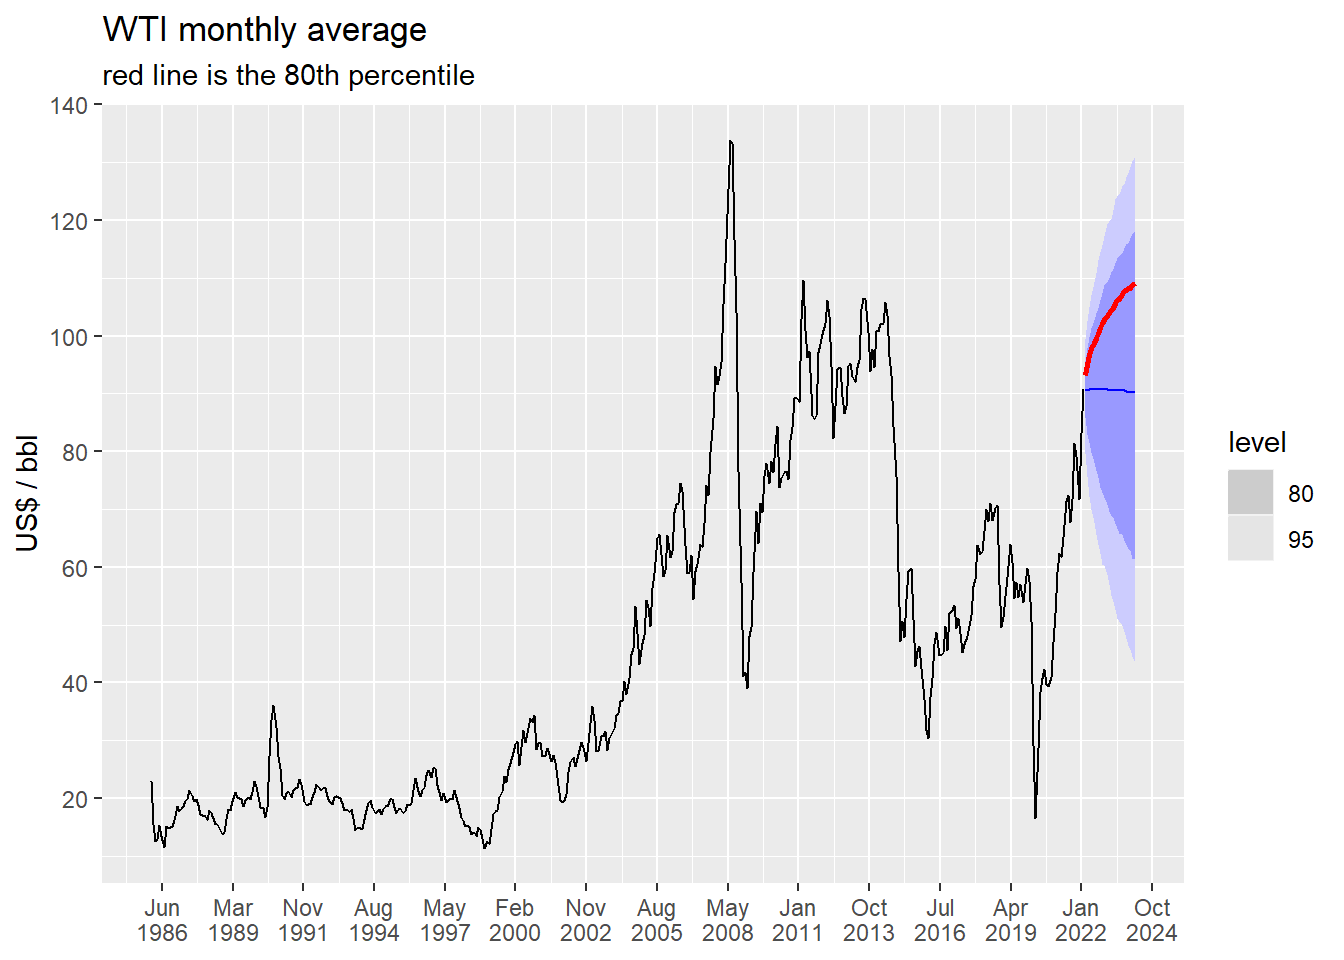 WTI monthly average
red line is the 80th percentile
US$ / bbl
140
120
100
80
60
40
20
Jun Mar Nov Aug May Feb Nov Aug May Jan Oct Jul Apr Jan Oct
1986 1989 1991 1994 1997 2000 2002 2005 2008 2011 2013 2016 2019 2022 2024
level
80
95